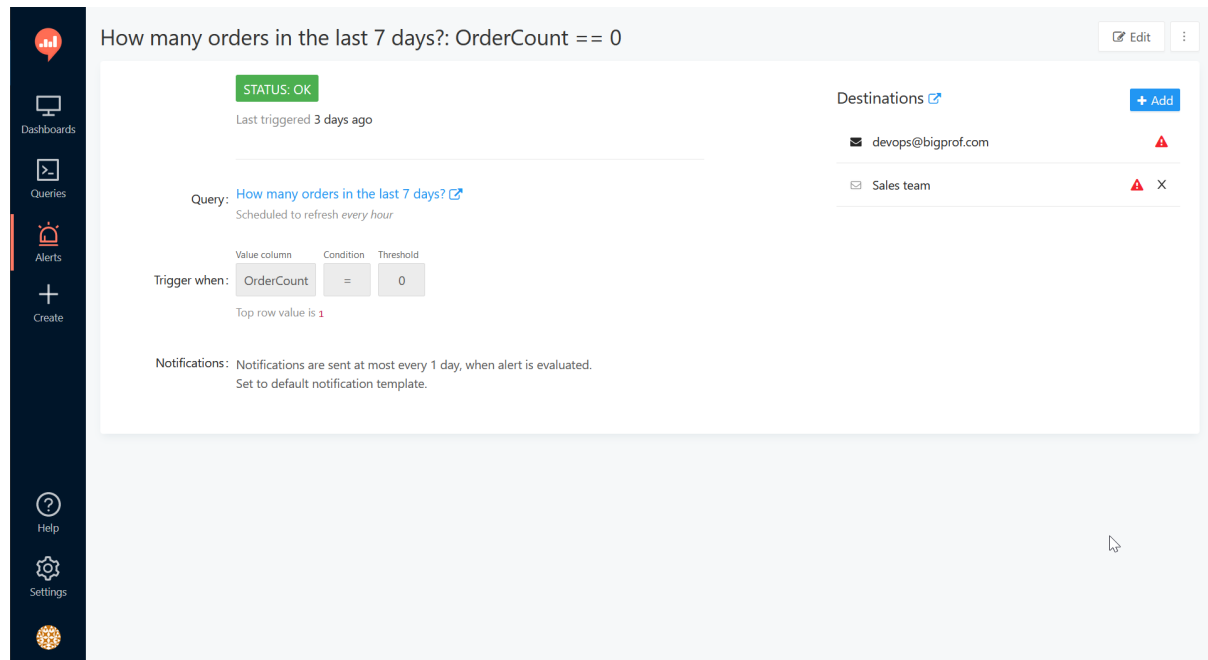 How many orders in the last 7 days?: OrderCount == 0
Edit
Dashboards
Queries
Alerts
Create
Help
Settings
STATUS: OK
Last triggered 3 days ago
Query: How many orders in the last 7 days?
Scheduled to refresh every hour
Value column Condition Threshold
Trigger when: OrderCount = 0
Top row value is 1
Notifications: Notifications are sent at most every 1 day, when alert is evaluated.
Set to default notification template.
Destinations
+ Add
devops@bigprof.com
Sales team
X